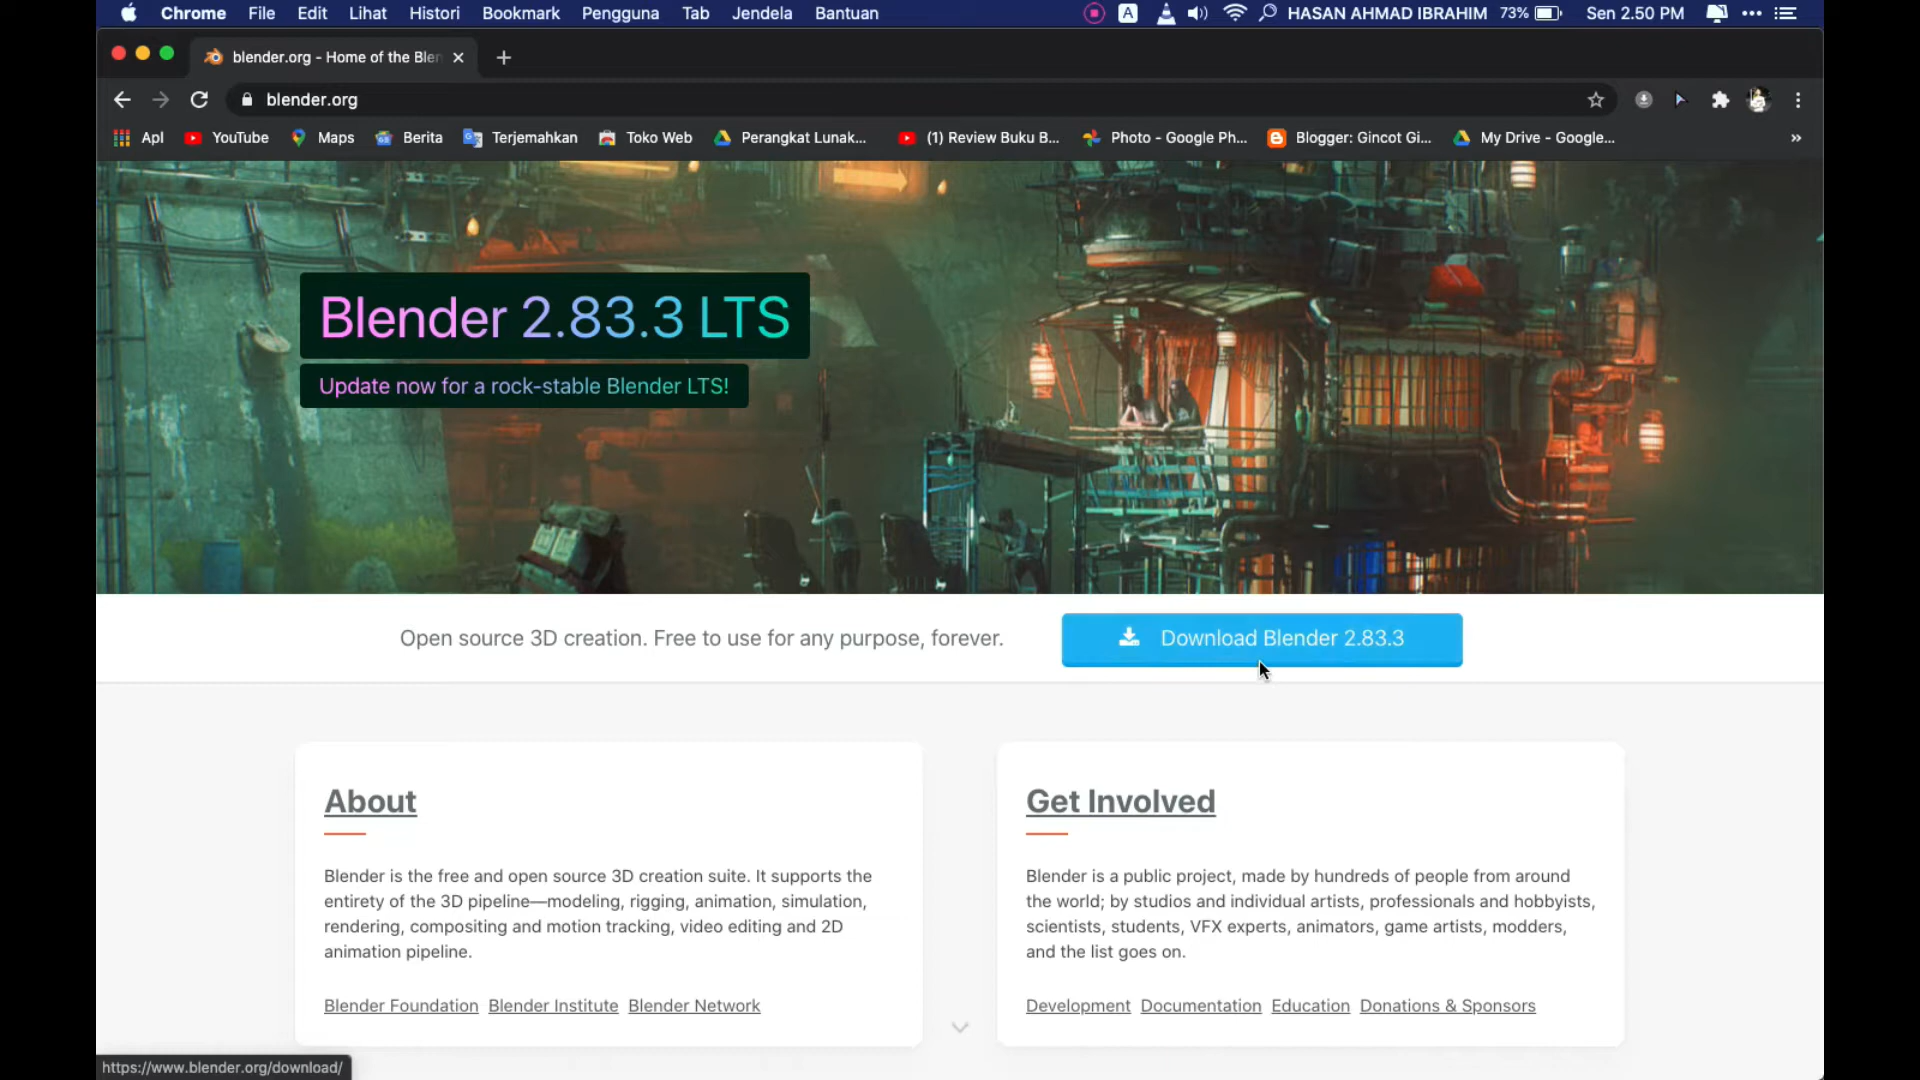 Chrome File Edit Lihat Histori Bookmark Pengguna Tab Jendela Bantuan A HASAN AHMAD IBRAHIM 73% Sen 2.50 PM
blender.org - Home of the Blen
blender.org
Apl YouTube Maps Berita Terjemahkan Toko Web Perangkat Lunak... (1) Review Buku B... Photo - Google Ph... Blogger: Gincot Gi... My Drive - Google... »
Blender 2.83.3 LTS
Update now for a rock-stable Blender LTS!
Open source 3D creation. Free to use for any purpose, forever.
Download Blender 2.83.3
About
Blender is the free and open source 3D creation suite. It supports the
entirety of the 3D pipeline—modeling, rigging, animation, simulation,
rendering, compositing and motion tracking, video editing and 2D
animation pipeline.
Blender Foundation Blender Institute Blender Network
Get Involved
Blender is a public project, made by hundreds of people from around
the world; by studios and individual artists, professionals and hobbyists,
scientists, students, VFX experts, animators, game artists, modders,
and the list goes on.
Development Documentation Education Donations & Sponsors
https://www.blender.org/download/